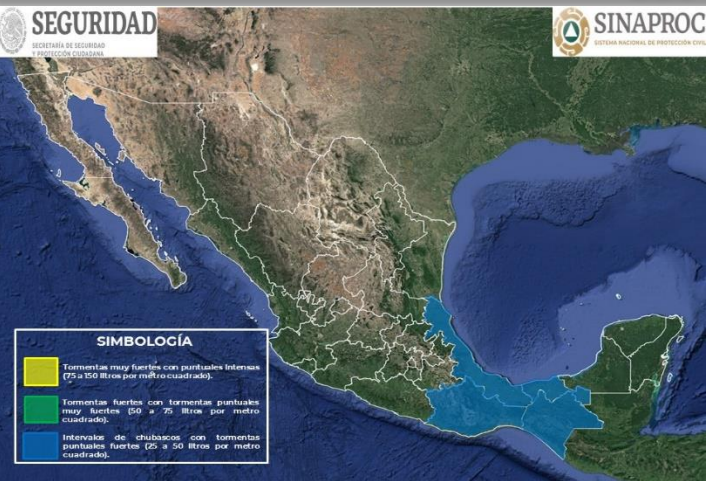 SEGURIDAD
SECRETARÍA DE SEGURIDAD
Y PROTECCIÓN CIUDADANA
SINAPROC
SISTEMA NACIONAL DE PROTECCIÓN CIVIL
SIMBOLOGÍA
Tormentas muy fuertes con puntuales Intensas
(75 a 150 litros por metro cuadrado).
Tormentas fuertes con tormentas puntuales
muy fuertes (50 a 75 litros por metro
cuadrado).
Intervalos de chubascos con tormentas
puntuales fuertes (25 a 50 litros por metro
cuadrado).